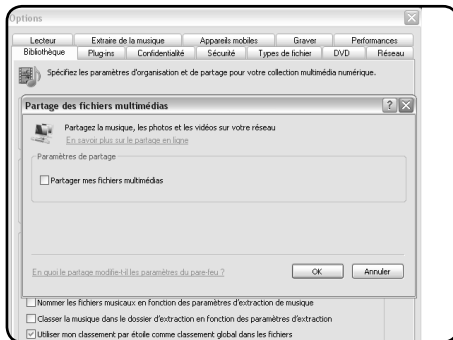 Options
Lecteur Extraire de la musique Appareils mobiles Graver Performances
Bibliothèque Plug-ins Confidentialité Sécurité Types de fichier DVD Réseau
Spécifiez les paramètres d'organisation et de partage pour votre collection multimédia numérique.
Partage des fichiers multimédias
Partagez la musique, les photos et les vidéos sur votre réseau
En savoir plus sur le partage en ligne
Paramètres de partage
Partager mes fichiers multimédias
En quoi le partage modifie-t-il les paramètres du pare-feu ?
OK Annuler
Nommer les fichiers musicaux en fonction des paramètres d'extraction de musique
Classer la musique dans le dossier d'extraction en fonction des paramètres d'extraction
Utiliser mon classement par étoile comme classement global dans les fichiers